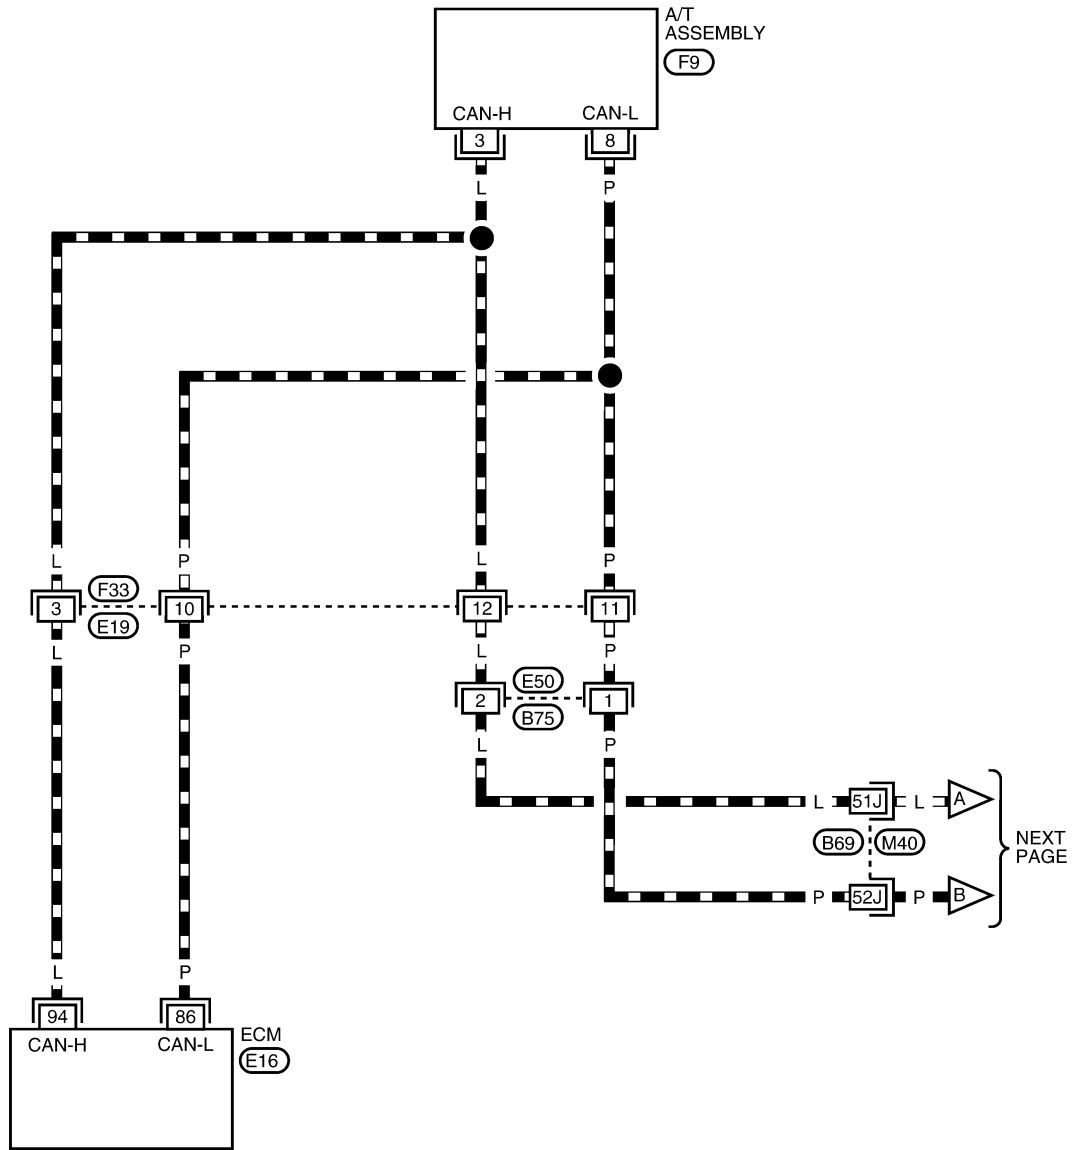 A/T
ASSEMBLY
F9
CAN-H CAN-L
3 8
L P
L P L P
F33
3 10 12 11
E19
L P L P
E50
2 1
B75
L P
L 51J L A
B69 M40
NEXT
PAGE
P 52J P B
L P
94 86
ECM
CAN-H CAN-L
E16